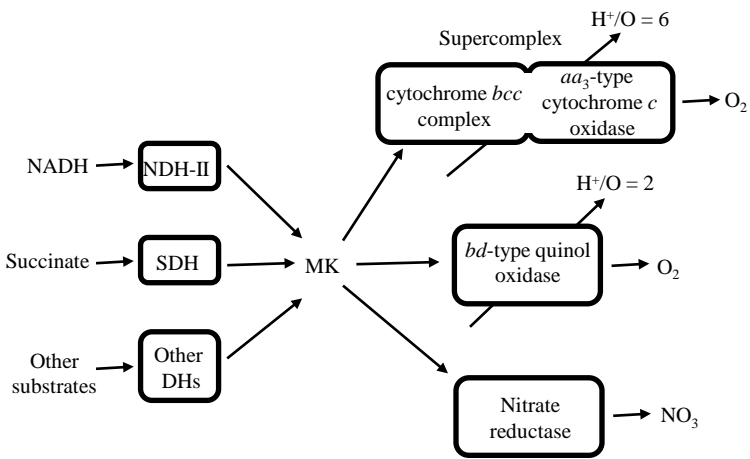 H⁺/O = 6
Supercomplex
cytochrome bcc
complex
aa₃-type
cytochrome c
oxidase
O₂
NADH
NDH-II
H⁺/O = 2
Succinate
SDH
MK
bd-type quinol
oxidase
O₂
Other
substrates
Other
DHs
Nitrate
reductase
NO₃